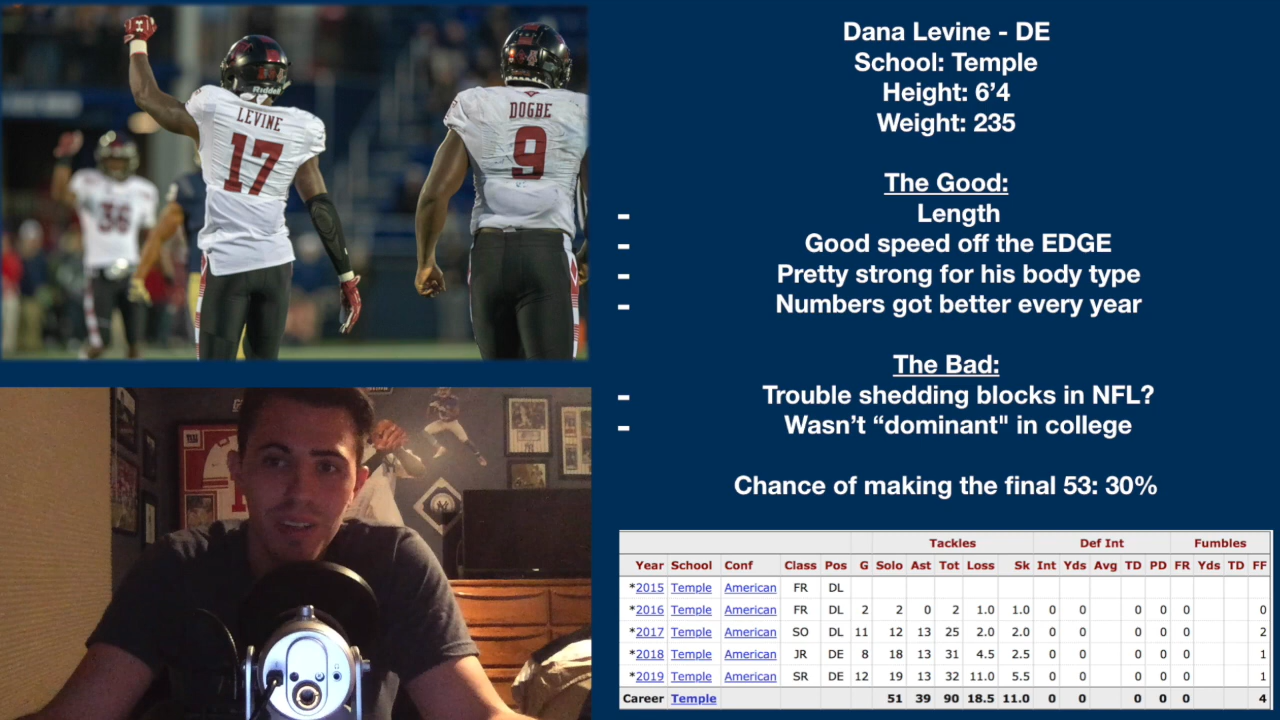 Riddell
LEVINE
17
DOGBE
9
36
Dana Levine - DE
School: Temple
Height: 6’4
Weight: 235
The Good:
- Length
- Good speed off the EDGE
- Pretty strong for his body type
- Numbers got better every year
The Bad:
- Trouble shedding blocks in NFL?
- Wasn’t “dominant" in college
Chance of making the final 53: 30%
Tackles Def Int Fumbles
Year School Conf Class Pos G Solo Ast Tot Loss Sk Int Yds Avg TD PD FR Yds TD FF
*2015 Temple American FR DL
*2016 Temple American FR DL 2 2 0 2 1.0 1.0 0 0 0 0 0 0
*2017 Temple American SO DL 11 12 13 25 2.0 2.0 0 0 0 0 0 2
*2018 Temple American JR DE 8 18 13 31 4.5 2.5 0 0 0 0 0 1
*2019 Temple American SR DE 12 19 13 32 11.0 5.5 0 0 0 0 0 1
Career Temple 51 39 90 18.5 11.0 0 0 0 0 0 4